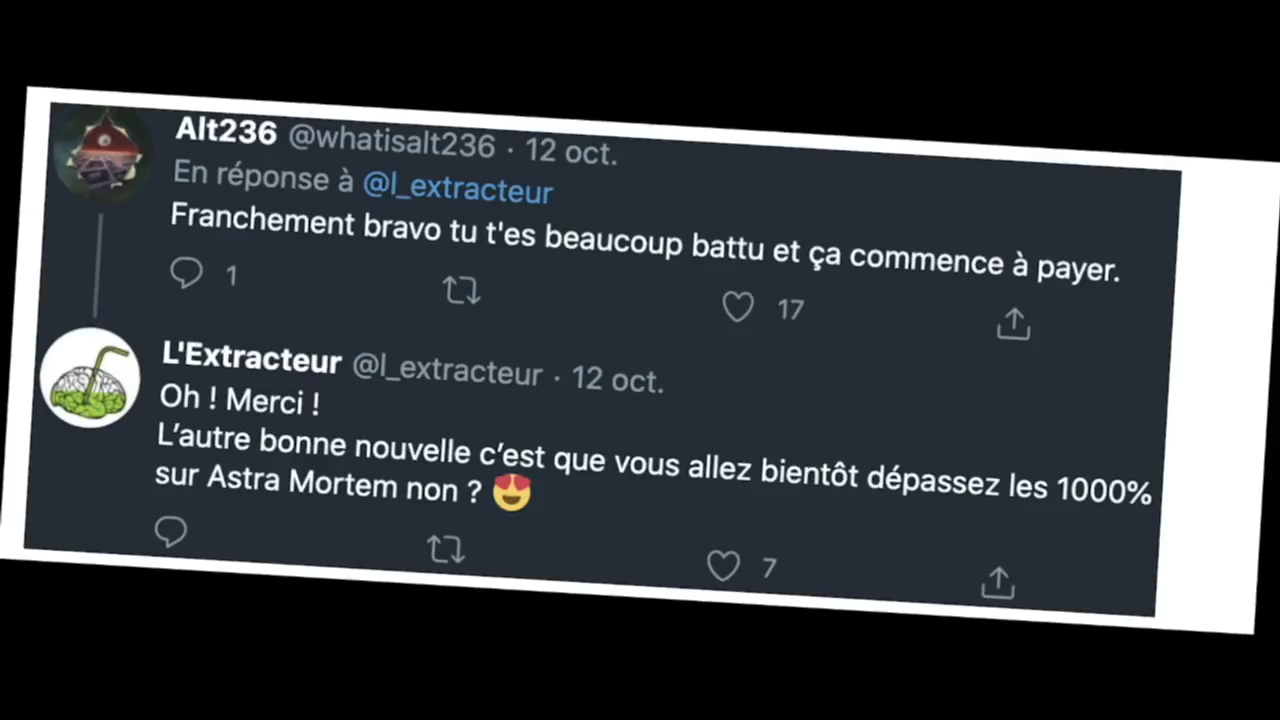 Alt236 @whatisalt236 · 12 oct.
En réponse à @l_extracteur
Franchement bravo tu t'es beaucoup battu et ça commence à payer.
1 17
L'Extracteur @l_extracteur · 12 oct.
Oh ! Merci !
L’autre bonne nouvelle c’est que vous allez bientôt dépassez les 1000%
sur Astra Mortem non ? 😍
7